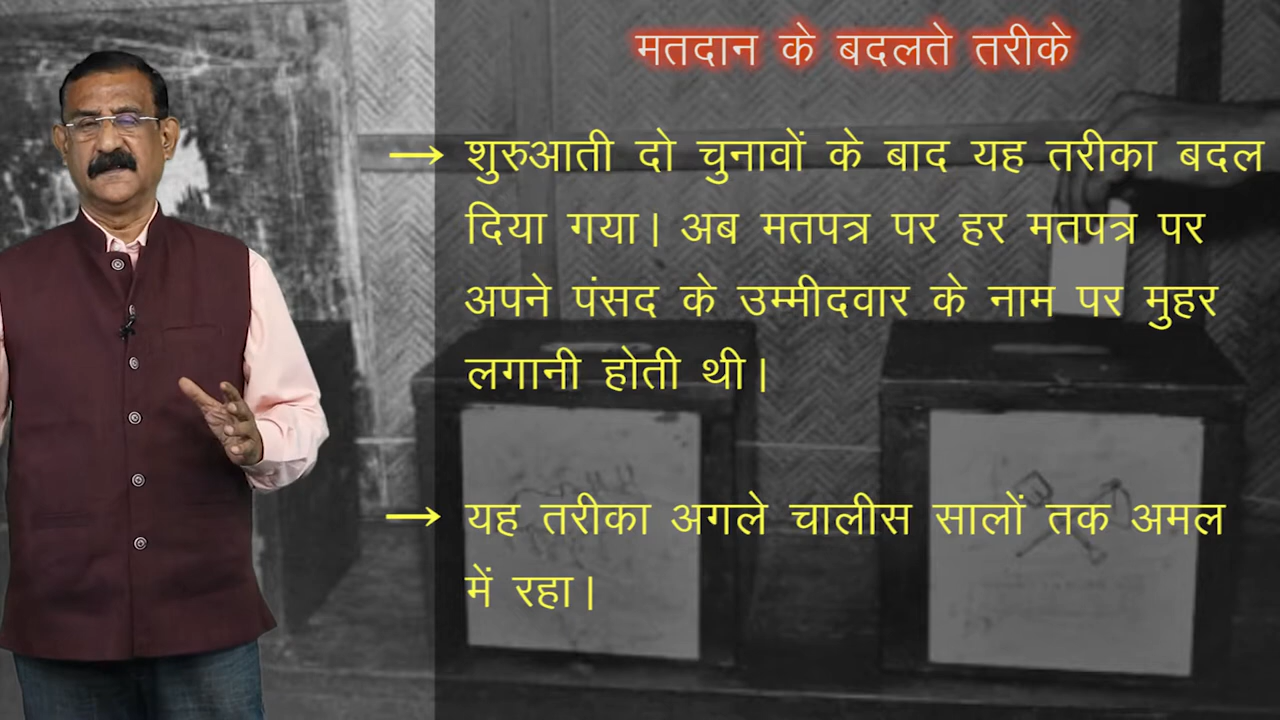 मतदान के बदलते तरीके
→ शुरुआती दो चुनावों के बाद यह तरीका बदल
दिया गया। अब मतपत्र पर हर मतपत्र पर
अपने पंसद के उम्मीदवार के नाम पर मुहर
लगानी होती थी।
→ यह तरीका अगले चालीस सालों तक अमल
में रहा।